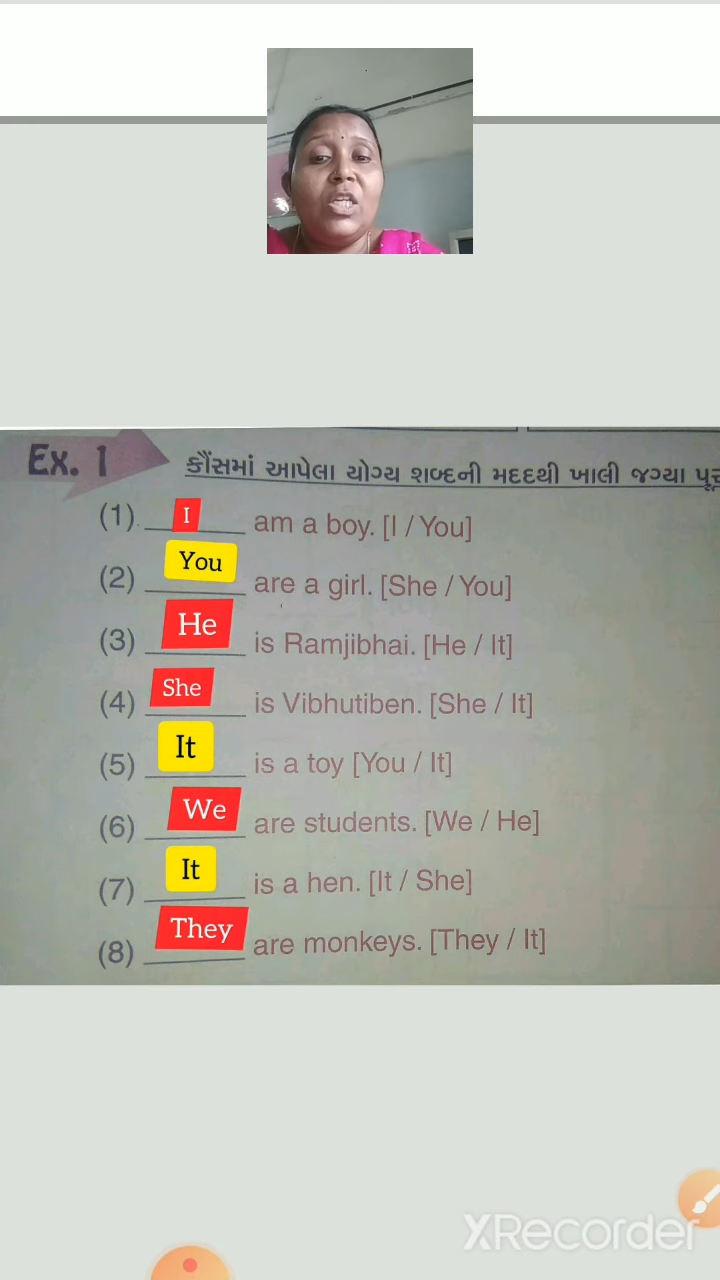 Ex. 1 કૌંસમાં આપેલા યોગ્ય શબ્દની મદદથી ખાલી જગ્યા
(1) I am a boy. [I / You]
(2) You are a girl. [She / You]
(3) He is Ramjibhai. [He / It]
(4) She is Vibhutiben. [She / It]
(5) It is a toy [You / It]
(6) We are students. [We / He]
(7) It is a hen. [It / She]
(8) They are monkeys. [They / It]
XRecorder